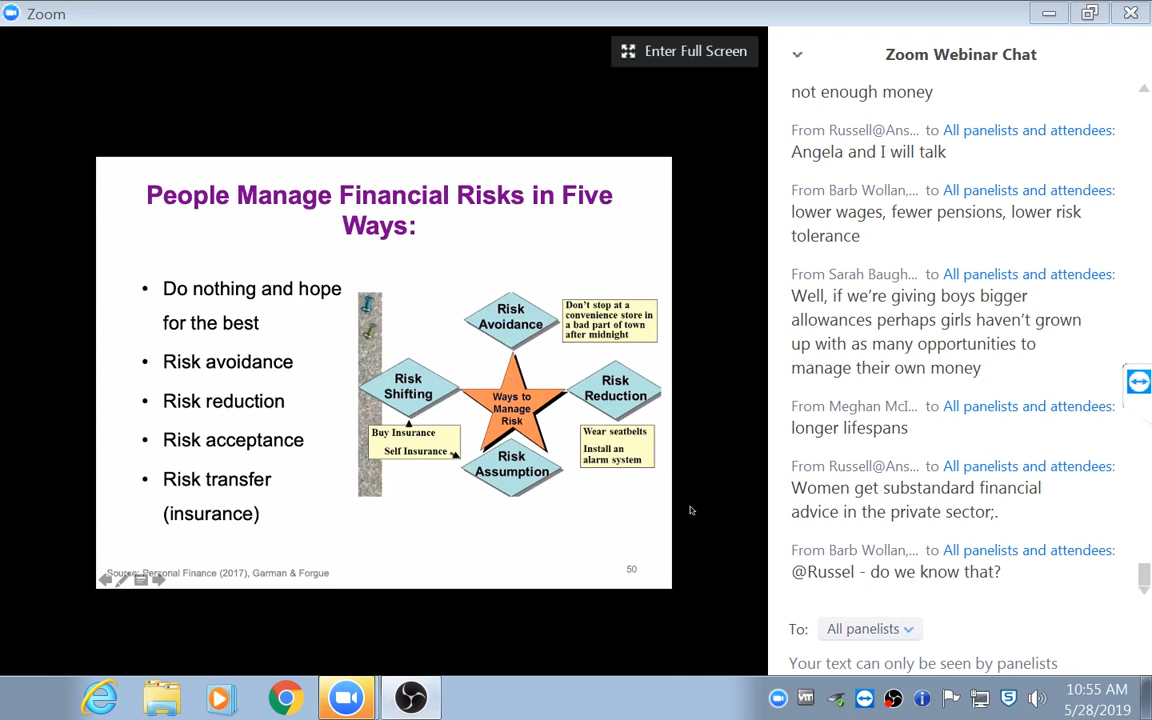 Zoom
Enter Full Screen
People Manage Financial Risks in Five
Ways:
• Do nothing and hope
for the best
• Risk avoidance
• Risk reduction
• Risk acceptance
• Risk transfer
(insurance)
Risk
Avoidance
Don't stop at a
convenience store in
a bad part of town
after midnight
Risk
Shifting
Ways to
Manage
Risk
Risk
Reduction
Buy Insurance
Self Insurance
Wear seatbelts
Install an
alarm system
Risk
Assumption
Source: Personal Finance (2017), Garman & Forgue
50
Zoom Webinar Chat
not enough money
From Russell@Ans... to All panelists and attendees:
Angela and I will talk
From Barb Wollan,... to All panelists and attendees:
lower wages, fewer pensions, lower risk
tolerance
From Sarah Baugh... to All panelists and attendees:
Well, if we're giving boys bigger
allowances perhaps girls haven't grown
up with as many opportunities to
manage their own money
From Meghan McI... to All panelists and attendees:
longer lifespans
From Russell@Ans... to All panelists and attendees:
Women get substandard financial
advice in the private sector;.
From Barb Wollan,... to All panelists and attendees:
@Russel - do we know that?
To: All panelists
Your text can only be seen by panelists
10:55 AM
5/28/2019